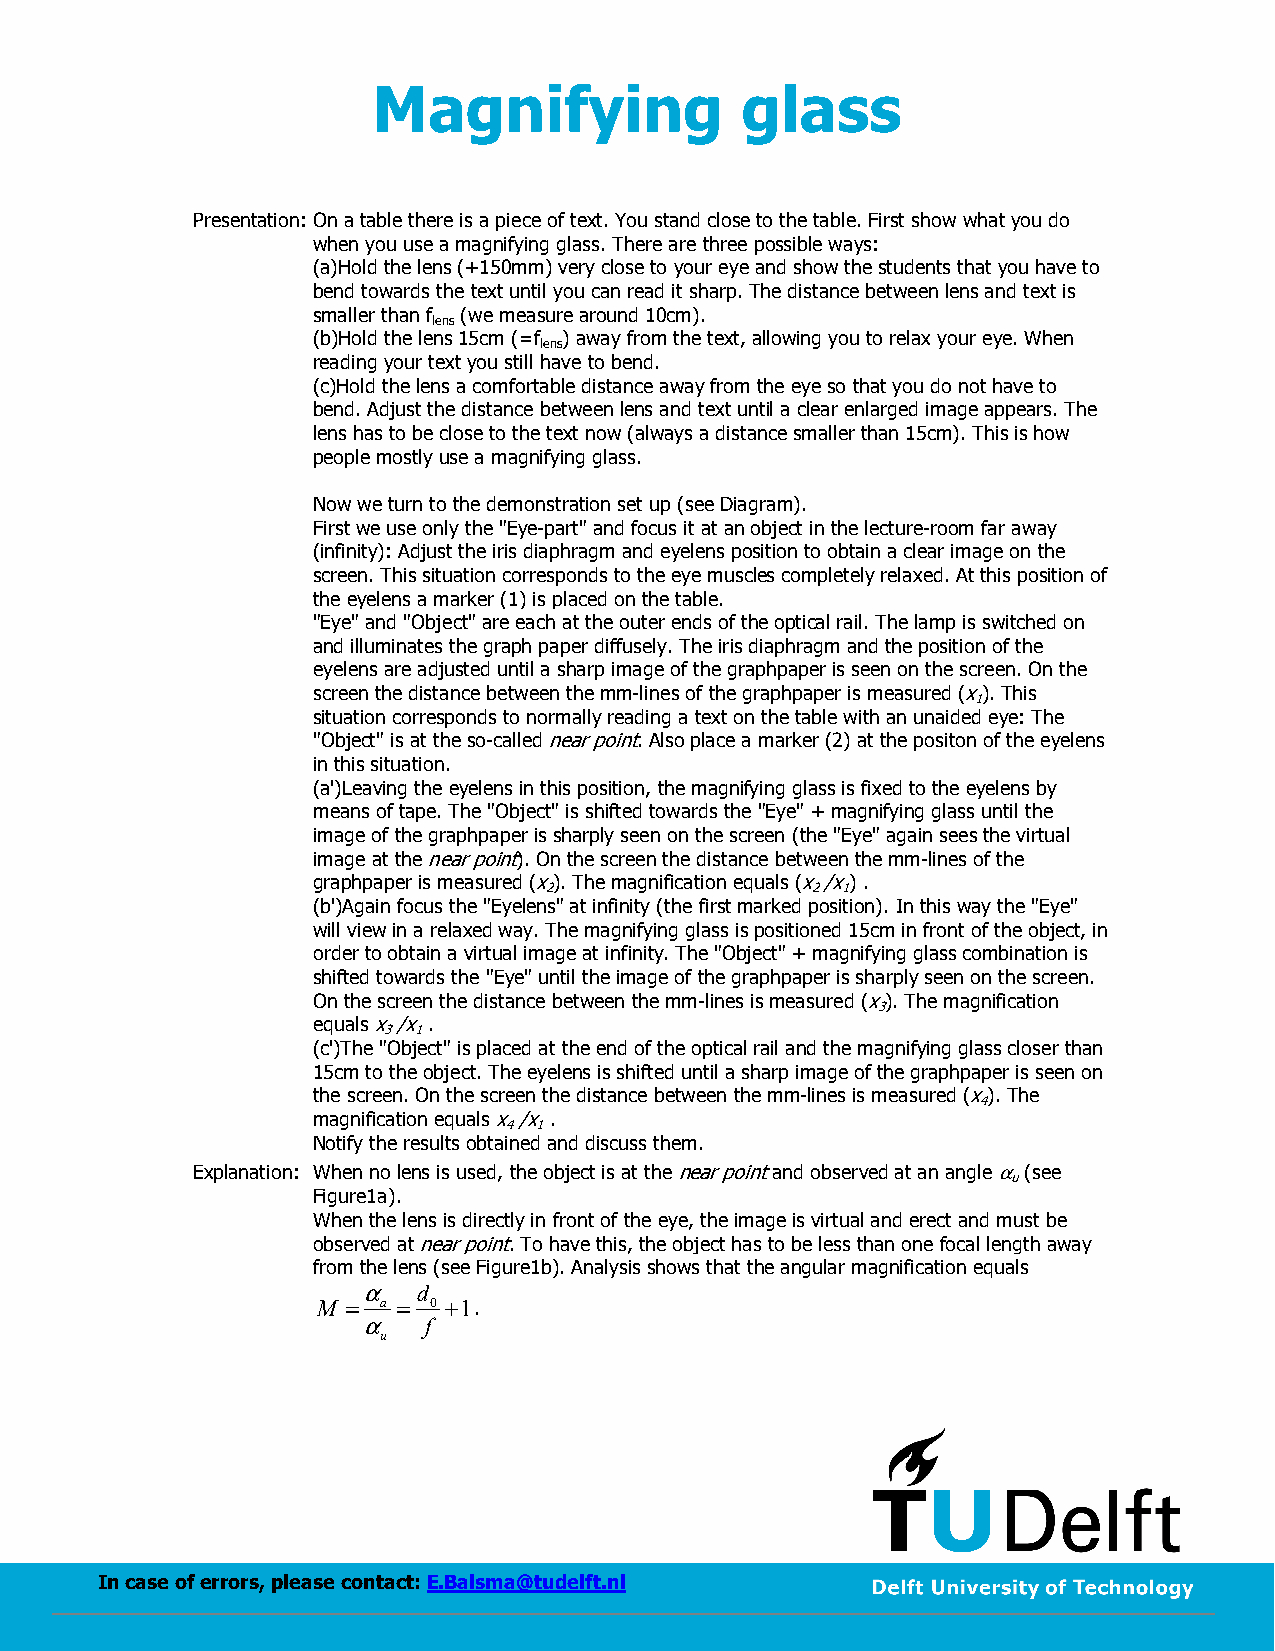 Magnifying glass
Presentation: On a table there is a piece of text. You stand close to the table. First show what you do
when you use a magnifying glass. There are three possible ways:
(a)Hold the lens (+150mm) very close to your eye and show the students that you have to
bend towards the text until you can read it sharp. The distance between lens and text is
smaller than f_lens (we measure around 10cm).
(b)Hold the lens 15cm (=f_lens) away from the text, allowing you to relax your eye. When
reading your text you still have to bend.
(c)Hold the lens a comfortable distance away from the eye so that you do not have to
bend. Adjust the distance between lens and text until a clear enlarged image appears. The
lens has to be close to the text now (always a distance smaller than 15cm). This is how
people mostly use a magnifying glass.
Now we turn to the demonstration set up (see Diagram).
First we use only the "Eye-part" and focus it at an object in the lecture-room far away
(infinity): Adjust the iris diaphragm and eyelens position to obtain a clear image on the
screen. This situation corresponds to the eye muscles completely relaxed. At this position of
the eyelens a marker (1) is placed on the table.
"Eye" and "Object" are each at the outer ends of the optical rail. The lamp is switched on
and illuminates the graph paper diffusely. The iris diaphragm and the position of the
eyelens are adjusted until a sharp image of the graphpaper is seen on the screen. On the
screen the distance between the mm-lines of the graphpaper is measured (x₁). This
situation corresponds to normally reading a text on the table with an unaided eye: The
"Object" is at the so-called near point. Also place a marker (2) at the positon of the eyelens
in this situation.
(a')Leaving the eyelens in this position, the magnifying glass is fixed to the eyelens by
means of tape. The "Object" is shifted towards the "Eye" + magnifying glass until the
image of the graphpaper is sharply seen on the screen (the "Eye" again sees the virtual
image at the near point). On the screen the distance between the mm-lines of the
graphpaper is measured (x₂). The magnification equals (x₂ /x₁) .
(b')Again focus the "Eyelens" at infinity (the first marked position). In this way the "Eye"
will view in a relaxed way. The magnifying glass is positioned 15cm in front of the object, in
order to obtain a virtual image at infinity. The "Object" + magnifying glass combination is
shifted towards the "Eye" until the image of the graphpaper is sharply seen on the screen.
On the screen the distance between the mm-lines is measured (x₃). The magnification
equals x₃ /x₁ .
(c')The "Object" is placed at the end of the optical rail and the magnifying glass closer than
15cm to the object. The eyelens is shifted until a sharp image of the graphpaper is seen on
the screen. On the screen the distance between the mm-lines is measured (x₄). The
magnification equals x₄ /x₁ .
Notify the results obtained and discuss them.
Explanation: When no lens is used, the object is at the near point and observed at an angle α_u (see
Figure1a).
When the lens is directly in front of the eye, the image is virtual and erect and must be
observed at near point. To have this, the object has to be less than one focal length away
from the lens (see Figure1b). Analysis shows that the angular magnification equals
M = α_a / α_u = d_0 / f + 1.
TUDelft
In case of errors, please contact: E.Balsma@tudelft.nl
Delft University of Technology